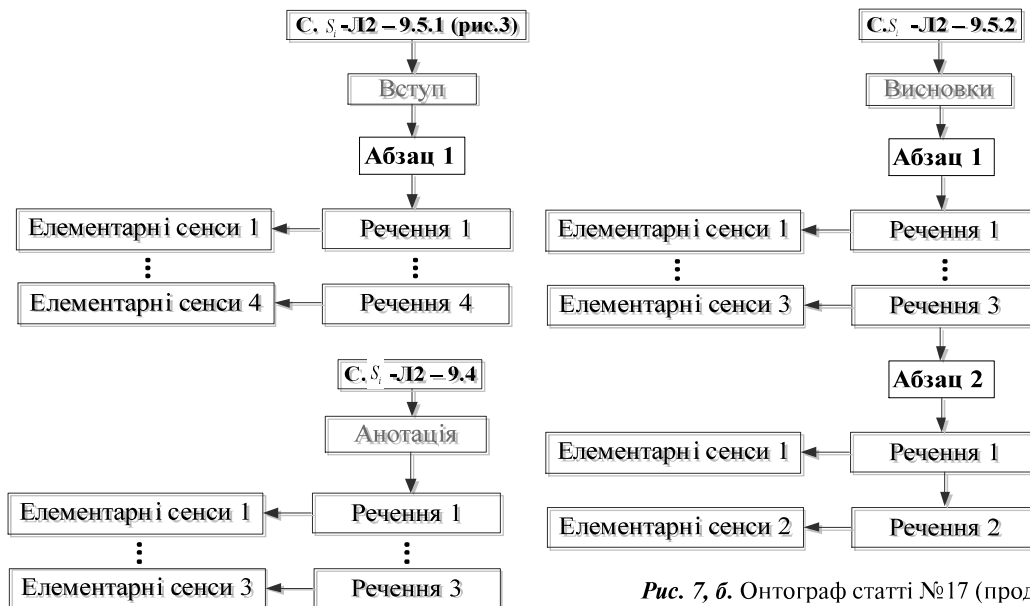 С. Sᵢ -Л2 – 9.5.1 (рис.3)
Вступ
Абзац 1
Елементарні сенси 1
Речення 1
Елементарні сенси 4
Речення 4
С. Sᵢ -Л2 – 9.4
Анотація
Елементарні сенси 1
Речення 1
Елементарні сенси 3
Речення 3
С.Sᵢ -Л2 – 9.5.2
Висновки
Абзац 1
Елементарні сенси 1
Речення 1
Елементарні сенси 3
Речення 3
Абзац 2
Елементарні сенси 1
Речення 1
Елементарні сенси 2
Речення 2
Рис. 7, б. Онтограф статті №17 (прод